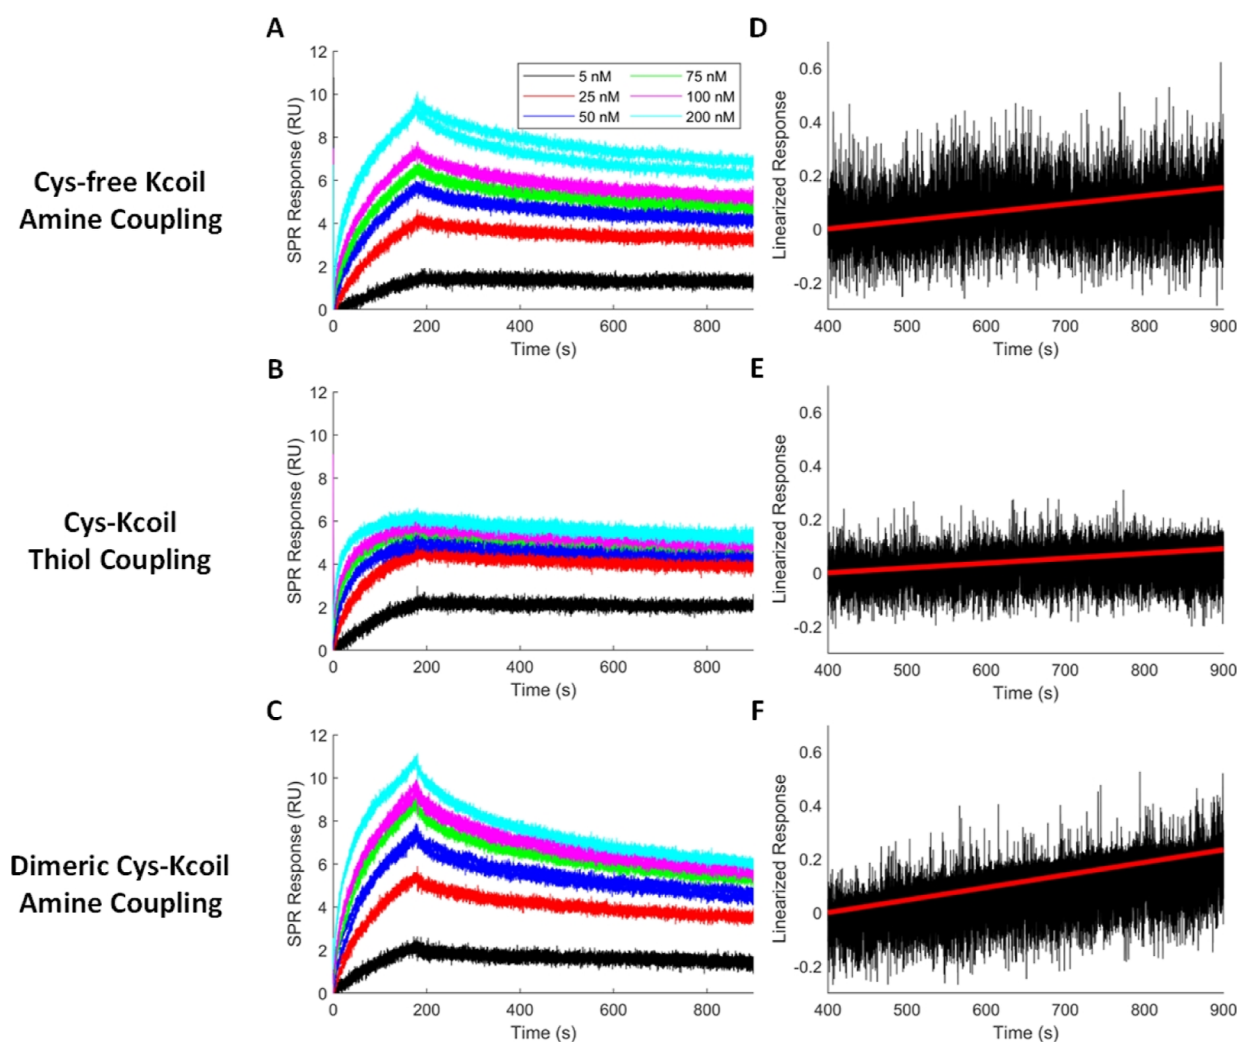 A
D
Cys-free Kcoil
Amine Coupling
SPR Response (RU)
12
10
8
6
4
2
0
0 200 400 600 800
Time (s)
5 nM 75 nM
25 nM 100 nM
50 nM 200 nM
Linearized Response
0.6
0.4
0.2
0
-0.2
400 500 600 700 800 900
Time (s)
B
E
Cys-Kcoil
Thiol Coupling
SPR Response (RU)
12
10
8
6
4
2
0
0 200 400 600 800
Time (s)
Linearized Response
0.6
0.4
0.2
0
-0.2
400 500 600 700 800 900
Time (s)
C
F
Dimeric Cys-Kcoil
Amine Coupling
SPR Response (RU)
12
10
8
6
4
2
0
0 200 400 600 800
Time (s)
Linearized Response
0.6
0.4
0.2
0
-0.2
400 500 600 700 800 900
Time (s)